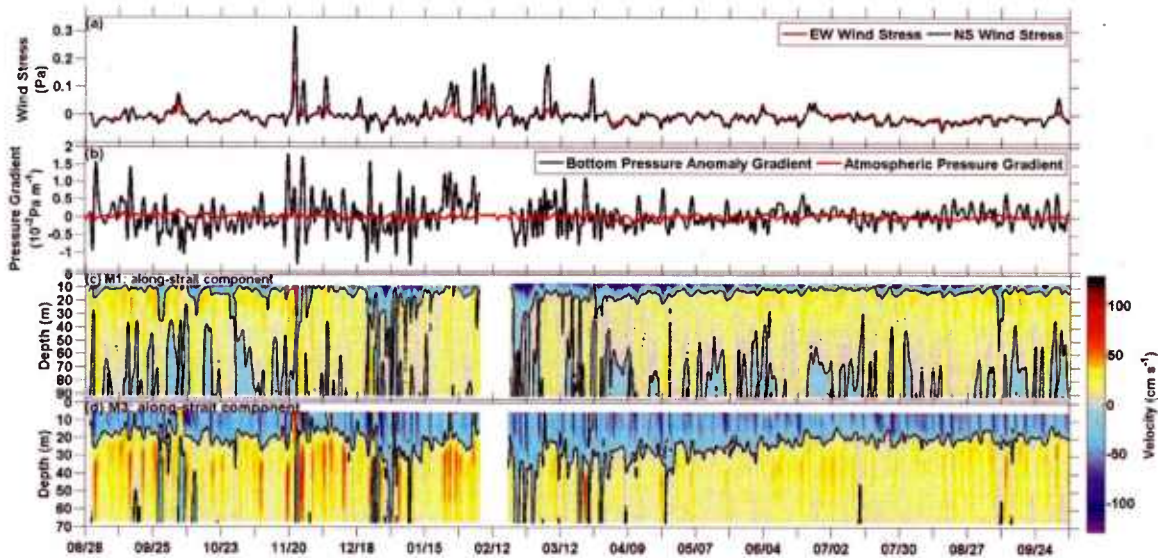 (a)
EW Wind Stress NS Wind Stress
Wind Stress
(Pa)
0.3
0.2
0.1
0
(b)
Bottom Pressure Anomaly Gradient Atmospheric Pressure Gradient
Pressure Gradient
(10⁻²Pa m⁻¹)
2
1.5
1.0
0.5
0
-0.5
-1
(c) M1: along-strait component
Depth (m)
0
10
20
30
40
50
60
70
80
90
(d) M3: along-strait component
Depth (m)
0
10
20
30
40
50
60
70
08/28 09/25 10/23 11/20 12/18 01/15 02/12 03/12 04/09 05/07 06/04 07/02 07/30 08/27 09/24
100
50
0
-50
-100
Velocity (cm s⁻¹)